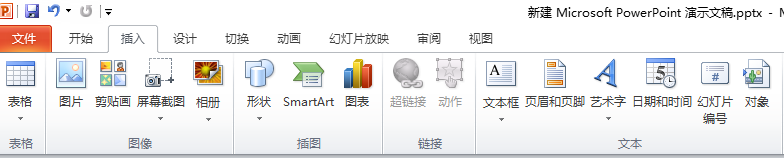 新建 Microsoft PowerPoint 演示文稿.pptx -
文件 开始 插入 设计 切换 动画 幻灯片放映 审阅 视图
表格 图片 剪贴画 屏幕截图 相册 形状 SmartArt 图表 超链接 动作 文本框 页眉和页脚 艺术字 日期和时间 幻灯片 对象
编号
表格 图像 插图 链接 文本